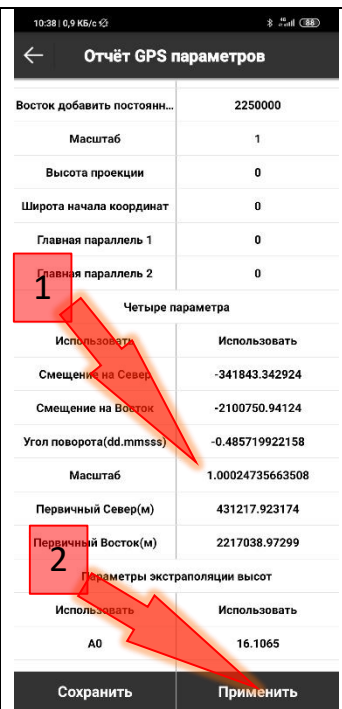 10:38 | 0,9 КБ/с
4G 88
Отчёт GPS параметров
Восток добавить постоянн... 2250000
Масштаб 1
Высота проекции 0
Широта начала координат 0
Главная параллель 1 0
Главная параллель 2 0
1
Четыре параметра
Использовать Использовать
Смещение на Север -341843.342924
Смещение на Восток -2100750.94124
Угол поворота(dd.mmsss) -0.485719922158
Масштаб 1.00024735663508
Первичный Север(м) 431217.923174
Первичный Восток(м) 2217038.97299
2
Параметры экстраполяции высот
Использовать Использовать
A0 16.1065
Сохранить Применить